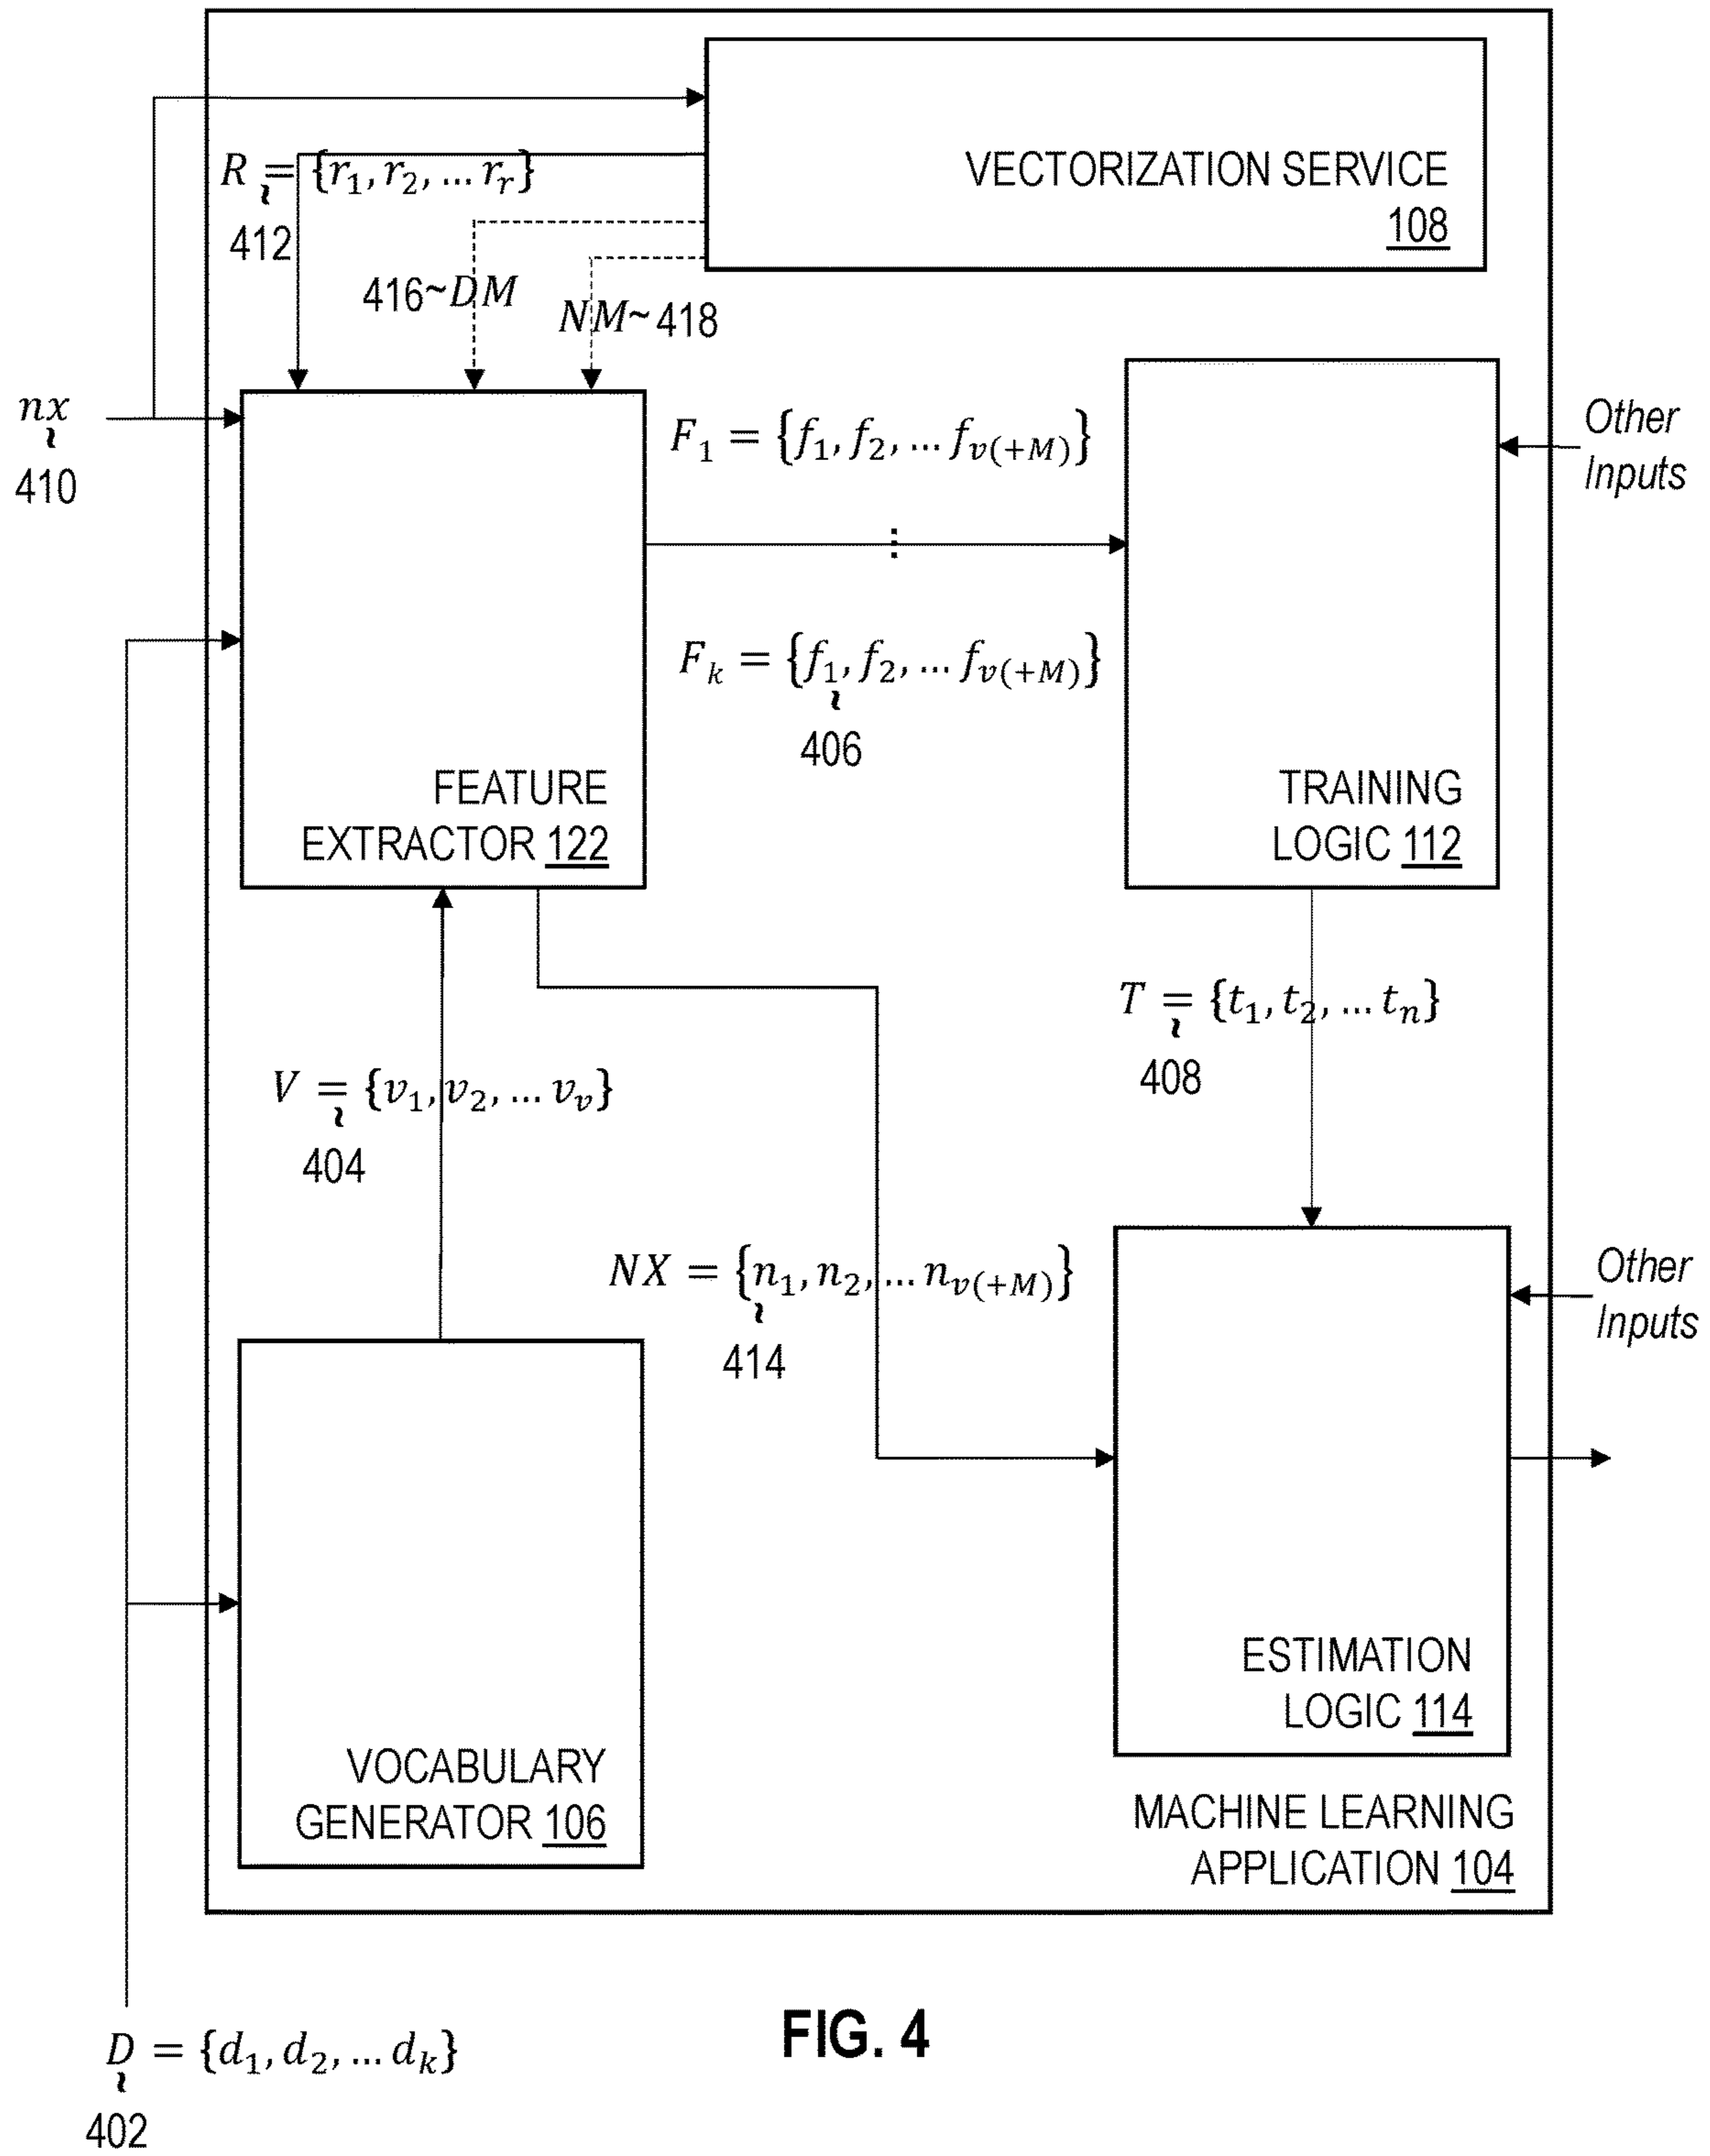 VECTORIZATION SERVICE
108
R = {r₁, r₂, … rᵣ}
412
416~DM
NM~418
nx
410
F₁ = {f₁, f₂, … fᵥ₍₊M₎}
⋮
Fₖ = {f₁, f₂, … fᵥ₍₊M₎}
406
Other
Inputs
FEATURE
EXTRACTOR 122
TRAINING
LOGIC 112
T = {t₁, t₂, … tₙ}
408
V = {v₁, v₂, … vᵥ}
404
NX = {n₁, n₂, … nᵥ₍₊M₎}
414
Other
Inputs
ESTIMATION
LOGIC 114
VOCABULARY
GENERATOR 106
MACHINE LEARNING
APPLICATION 104
D = {d₁, d₂, … dₖ}
402
FIG. 4